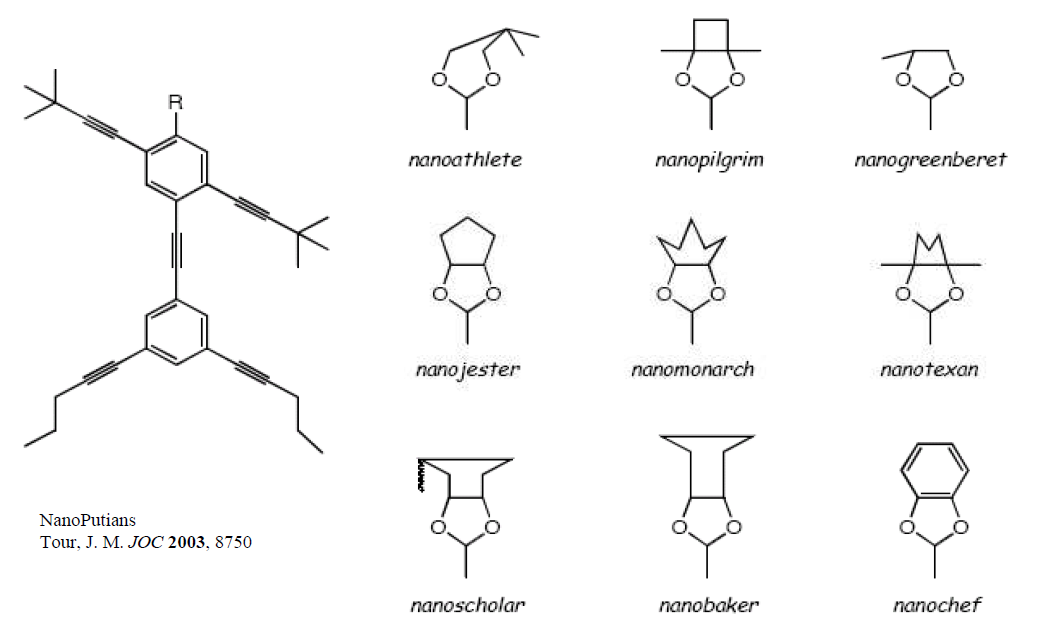 R
O O
nanoathlete
O O
nanopilgrim
O O
nanogreenberet
O O
nanojester
O O
nanomonarch
O O
nanotexan
O O
nanoscholar
O O
nanobaker
O O
nanochef
NanoPutians
Tour, J. M. JOC 2003, 8750